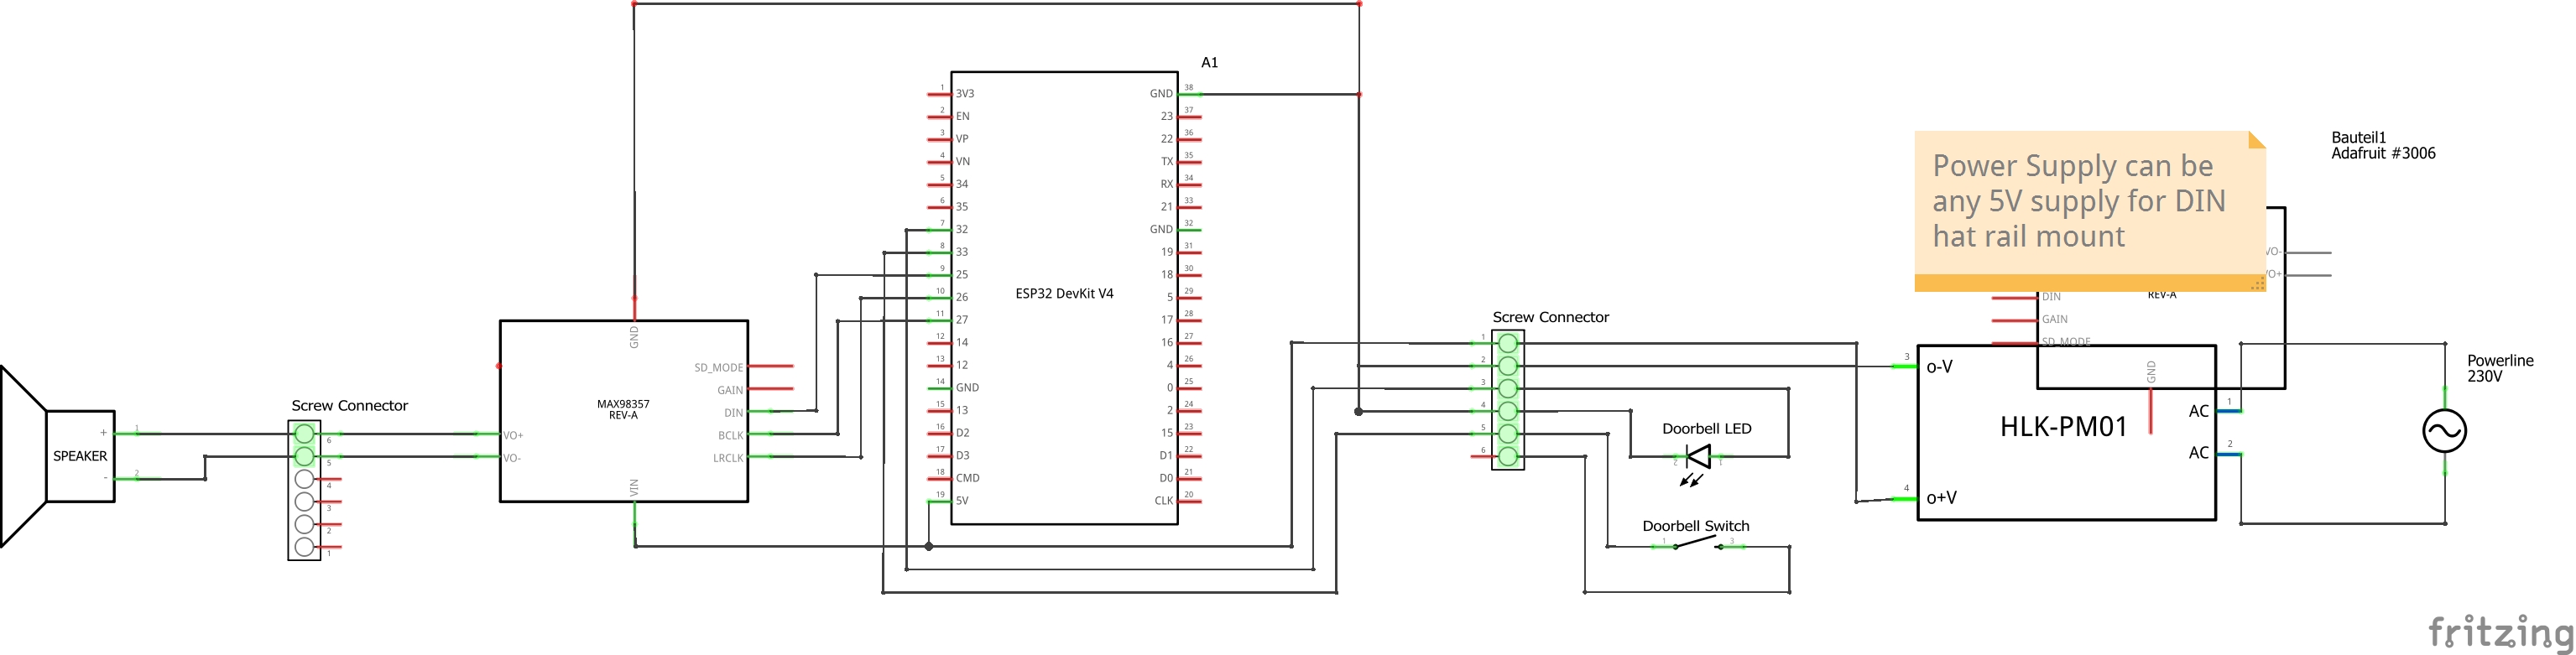 A1
1 3V3
2 EN
3 VP
4 VN
5 34
6 35
7 32
8 33
9 25
10 26
11 27
12 14
13 12
14 GND
15 13
16 D2
17 D3
18 CMD
19 5V
ESP32 DevKit V4
GND 38
23 37
22 36
TX 35
RX 34
21 33
GND 32
19 31
18 30
5 29
17 28
16 27
4 26
0 25
2 24
15 23
D1 22
D0 21
CLK 20
SPEAKER
+ 1
- 2
Screw Connector
6
5
4
3
2
1
GND
MAX98357
REV-A
VO+
VO-
SD_MODE
GAIN
DIN
BCLK
LRCLK
VIN
Screw Connector
1
2
3
4
5
6
Doorbell LED
2 1
Doorbell Switch
1 3
Power Supply can be
any 5V supply for DIN
hat rail mount
Bauteil1
Adafruit #3006
VO-
VO+
REV-A
DIN
GAIN
SD_MODE
GND
3 o-V
4 o+V
HLK-PM01
AC 1
AC 2
Powerline
230V
fritzing